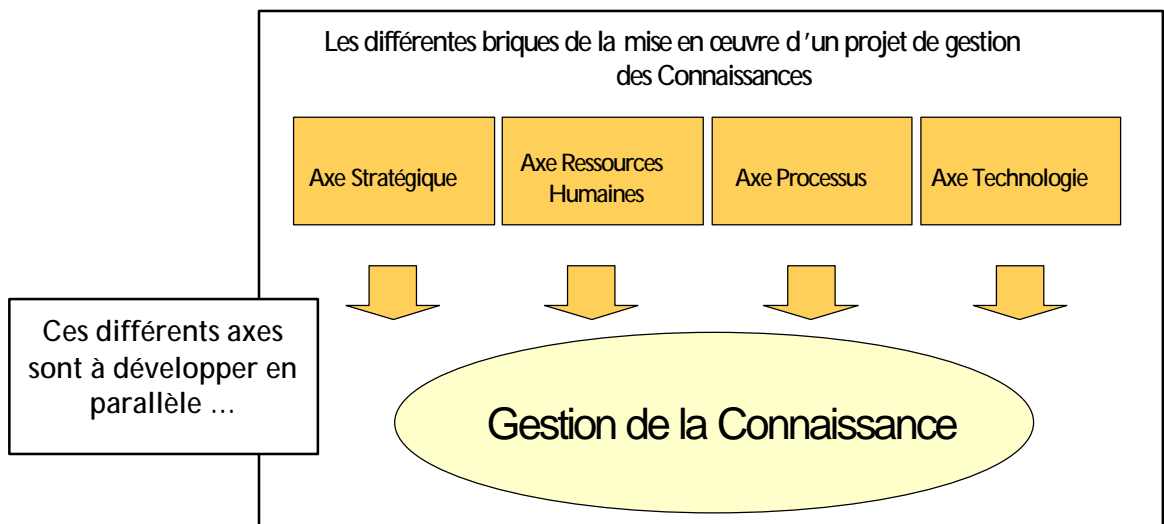 Les différentes briques de la mise en œuvre d'un projet de gestion
des Connaissances
Axe Stratégique
Axe Ressources
Humaines
Axe Processus
Axe Technologie
Ces différents axes
sont à développer en
parallèle ...
Gestion de la Connaissance